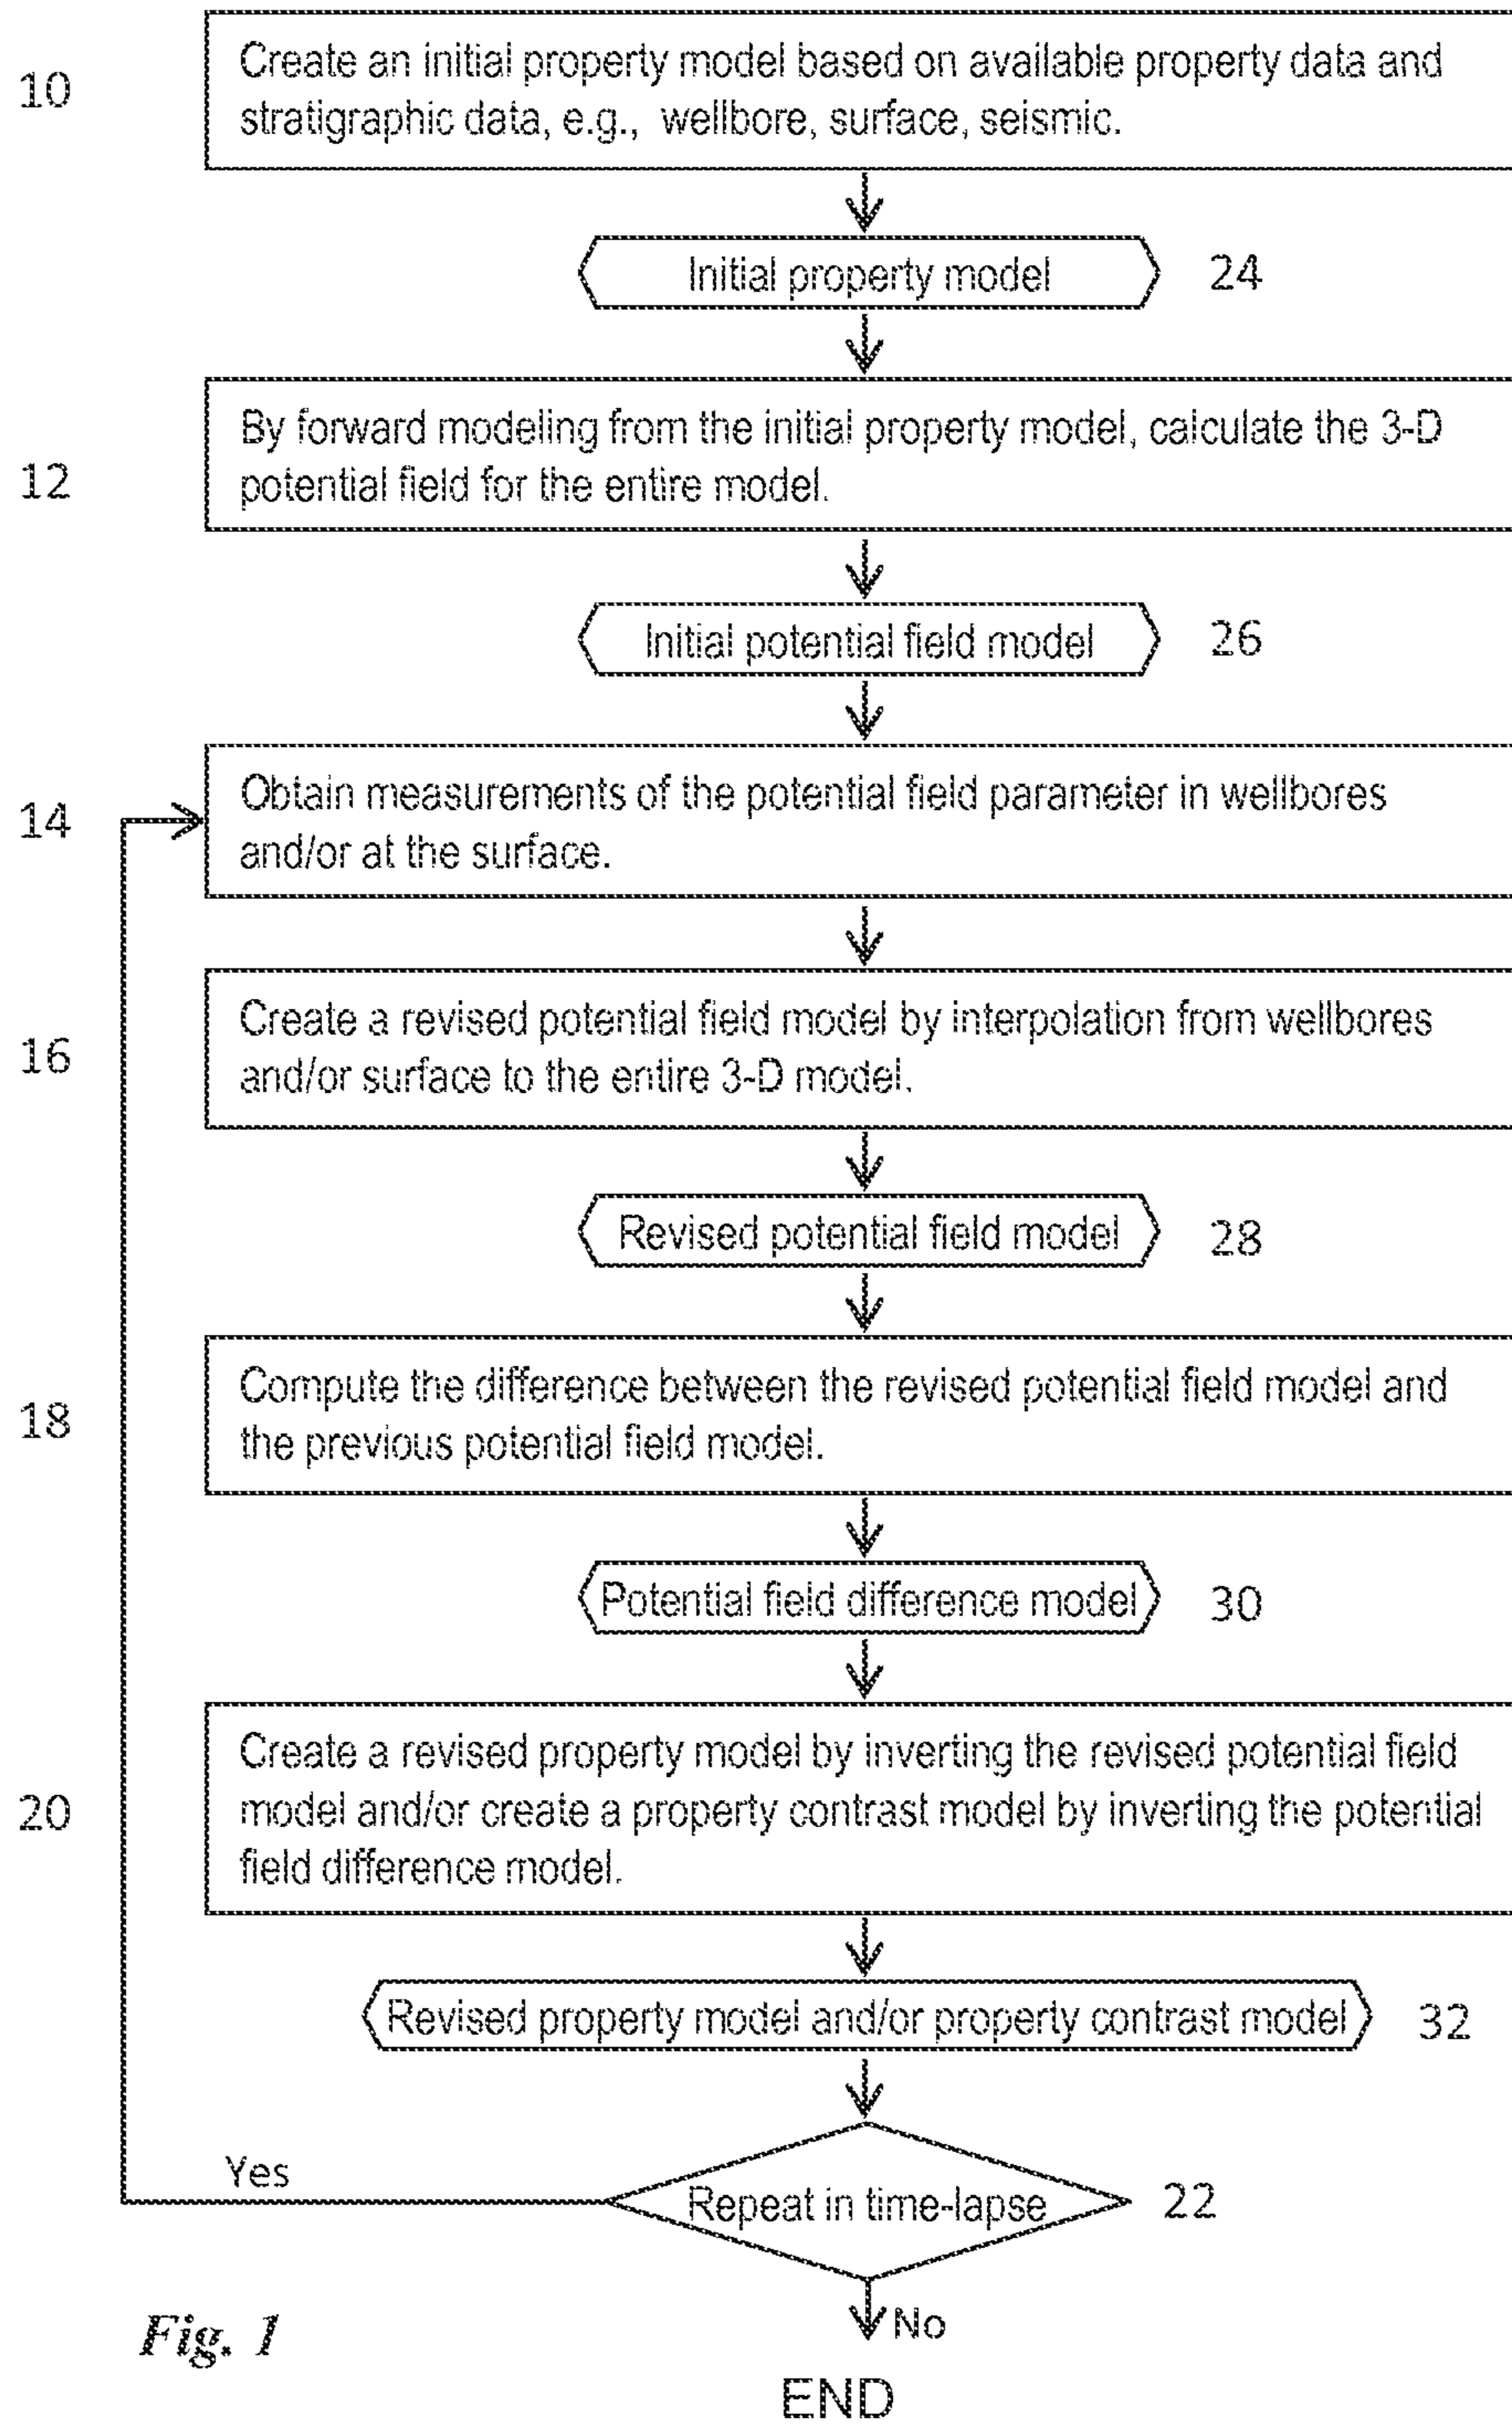 10
Create an initial property model based on available property data and
stratigraphic data, e.g., wellbore, surface, seismic.
Initial property model
24
12
By forward modeling from the initial property model, calculate the 3-D
potential field for the entire model.
Initial potential field model
26
14
Obtain measurements of the potential field parameter in wellbores
and/or at the surface.
16
Create a revised potential field model by interpolation from wellbores
and/or surface to the entire 3-D model.
Revised potential field model
28
18
Compute the difference between the revised potential field model and
the previous potential field model.
Potential field difference model
30
20
Create a revised property model by inverting the revised potential field
model and/or create a property contrast model by inverting the potential
field difference model.
Revised property model and/or property contrast model
32
Yes
Repeat in time-lapse
22
No
Fig. 1
END